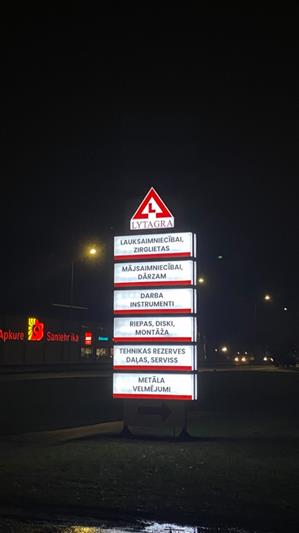 L
LYTAGRA
LAUKSAIMNIECĪBAI,
ZIRGLIETAS
MĀJSAIMNIECĪBAI,
DĀRZAM
DARBA
INSTRUMENTI
RIEPAS, DISKI,
MONTĀŽA
TEHNIKAS REZERVES
DAĻAS, SERVISS
METĀLA
VELMĒJUMI
Apkure
Santehnika